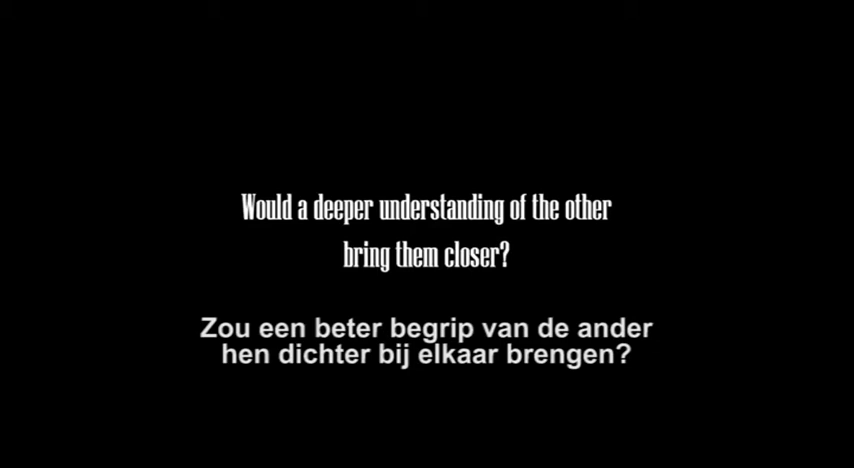 Would a deeper understanding of the other
bring them closer?
Zou een beter begrip van de ander
hen dichter bij elkaar brengen?